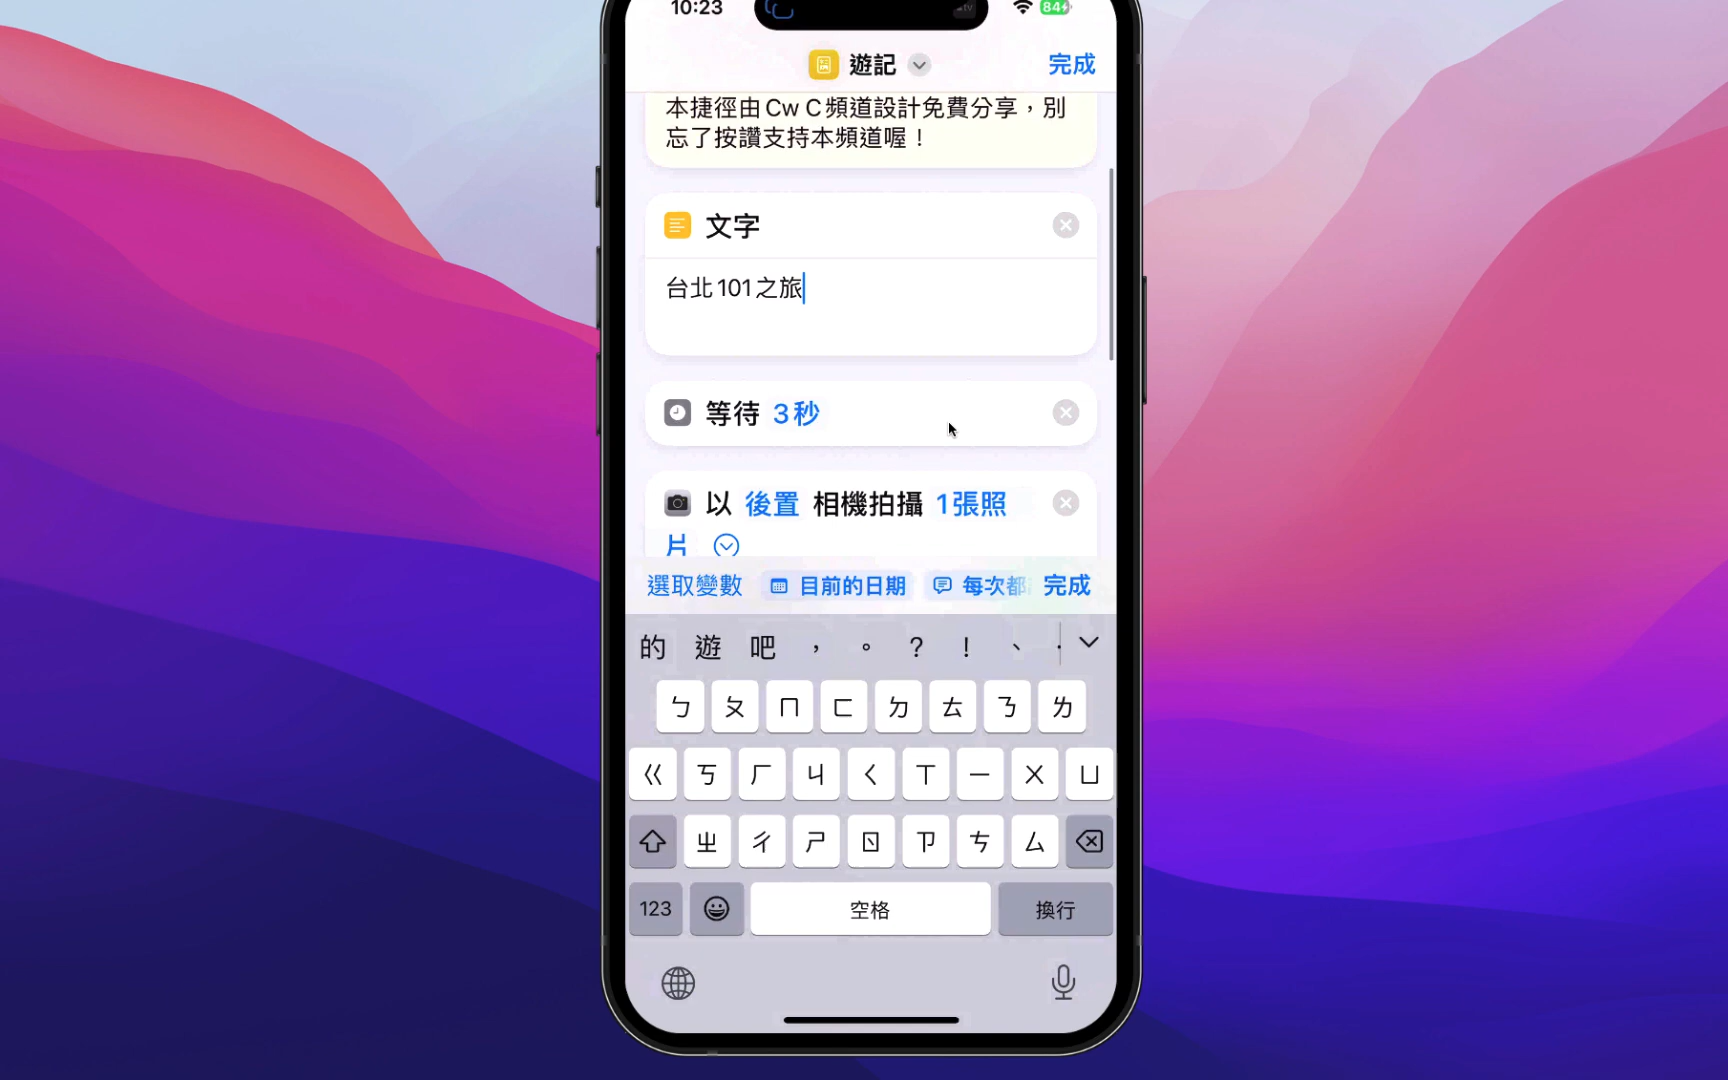 10:23
84
遊記
完成
本捷徑由CwC頻道設計免費分享，別
忘了按讚支持本頻道喔！
文字
台北101之旅
等待 3秒
以 後置 相機拍攝 1張照
片
選取變數 目前的日期 每次都 完成
的 遊 吧 ， 。 ? ! 、
ㄅ ㄆ ㄇ ㄈ ㄉ ㄊ ㄋ ㄌ
ㄍ ㄎ ㄏ ㄐ ㄑ ㄒ ㄧ ㄨ ㄩ
ㄓ ㄔ ㄕ ㄖ ㄗ ㄘ ㄙ
123 空格 換行